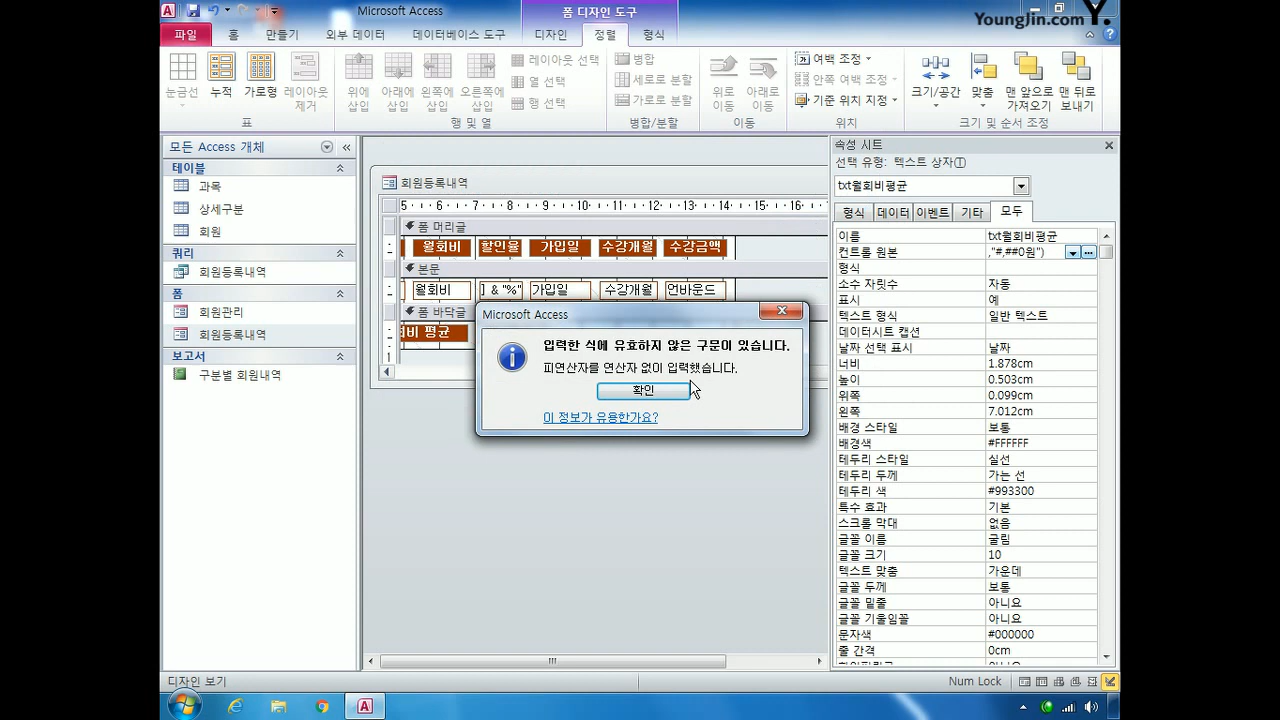 Microsoft Access
폼 디자인 도구
YoungJin.com Y.
파일 홈 만들기 외부 데이터 데이터베이스 도구 디자인 정렬 형식
눈금선 누적 가로형 레이아웃 제거
표
위에 삽입 아래에 삽입 왼쪽에 삽입 오른쪽에 삽입
레이아웃 선택
열 선택
행 선택
행 및 열
병합
세로로 분할
가로로 분할
병합/분할
위로 이동 아래로 이동
이동
여백 조정
안쪽 여백 조정
기준 위치 지정
위치
크기/공간 맞춤 맨 앞으로 가져오기 맨 뒤로 보내기
크기 및 순서 조정
모든 Access 개체
테이블
과목
상세구분
회원
쿼리
회원등록내역
폼
회원관리
회원등록내역
보고서
구분별 회원내역
회원등록내역
5 6 7 8 9 10 11 12 13 14 15 16
폼 머리글
월회비 할인율 가입일 수강개월 수강금액
본문
월회비 ] & "%" 가입일 수강개월 언바운드
폼 바닥글
비 평균
1
Microsoft Access
입력한 식에 유효하지 않은 구문이 있습니다.
피연산자를 연산자 없이 입력했습니다.
확인
이 정보가 유용한가요?
속성 시트
선택 유형: 텍스트 상자(T)
txt월회비평균
형식 데이터 이벤트 기타 모두
이름 txt월회비평균
컨트롤 원본 ,"#,##0원")
형식
소수 자릿수 자동
표시 예
텍스트 형식 일반 텍스트
데이터시트 캡션
날짜 선택 표시 날짜
너비 1.878cm
높이 0.503cm
위쪽 0.099cm
왼쪽 7.012cm
배경 스타일 보통
배경색 #FFFFFF
테두리 스타일 실선
테두리 두께 가는 선
테두리 색 #993300
특수 효과 기본
스크롤 막대 없음
글꼴 이름 굴림
글꼴 크기 10
텍스트 맞춤 가운데
글꼴 두께 보통
글꼴 밑줄 아니요
글꼴 기울임꼴 아니요
문자색 #000000
줄 간격 0cm
디자인 보기
Num Lock